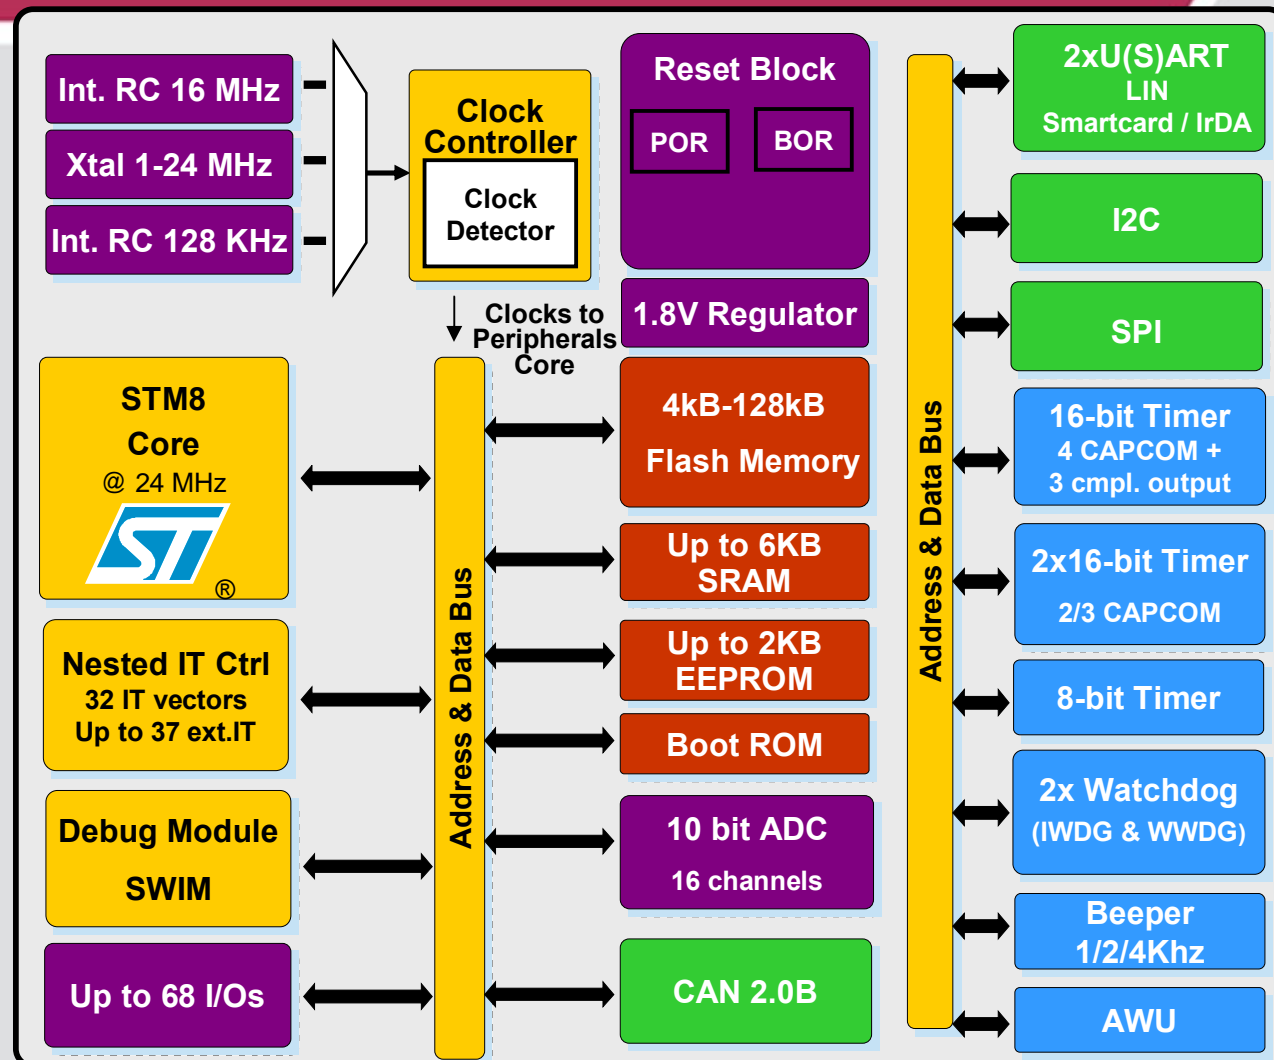 Int. RC 16 MHz
Xtal 1-24 MHz
Int. RC 128 KHz
Clock
Controller
Clock
Detector
Clocks to
Peripherals
Core
Reset Block
POR
BOR
1.8V Regulator
STM8
Core
@ 24 MHz
ST
®
Nested IT Ctrl
32 IT vectors
Up to 37 ext.IT
Debug Module
SWIM
Up to 68 I/Os
Address & Data Bus
4kB-128kB
Flash Memory
Up to 6KB
SRAM
Up to 2KB
EEPROM
Boot ROM
10 bit ADC
16 channels
CAN 2.0B
Address & Data Bus
2xU(S)ART
LIN
Smartcard / IrDA
I2C
SPI
16-bit Timer
4 CAPCOM +
3 cmpl. output
2x16-bit Timer
2/3 CAPCOM
8-bit Timer
2x Watchdog
(IWDG & WWDG)
Beeper
1/2/4Khz
AWU